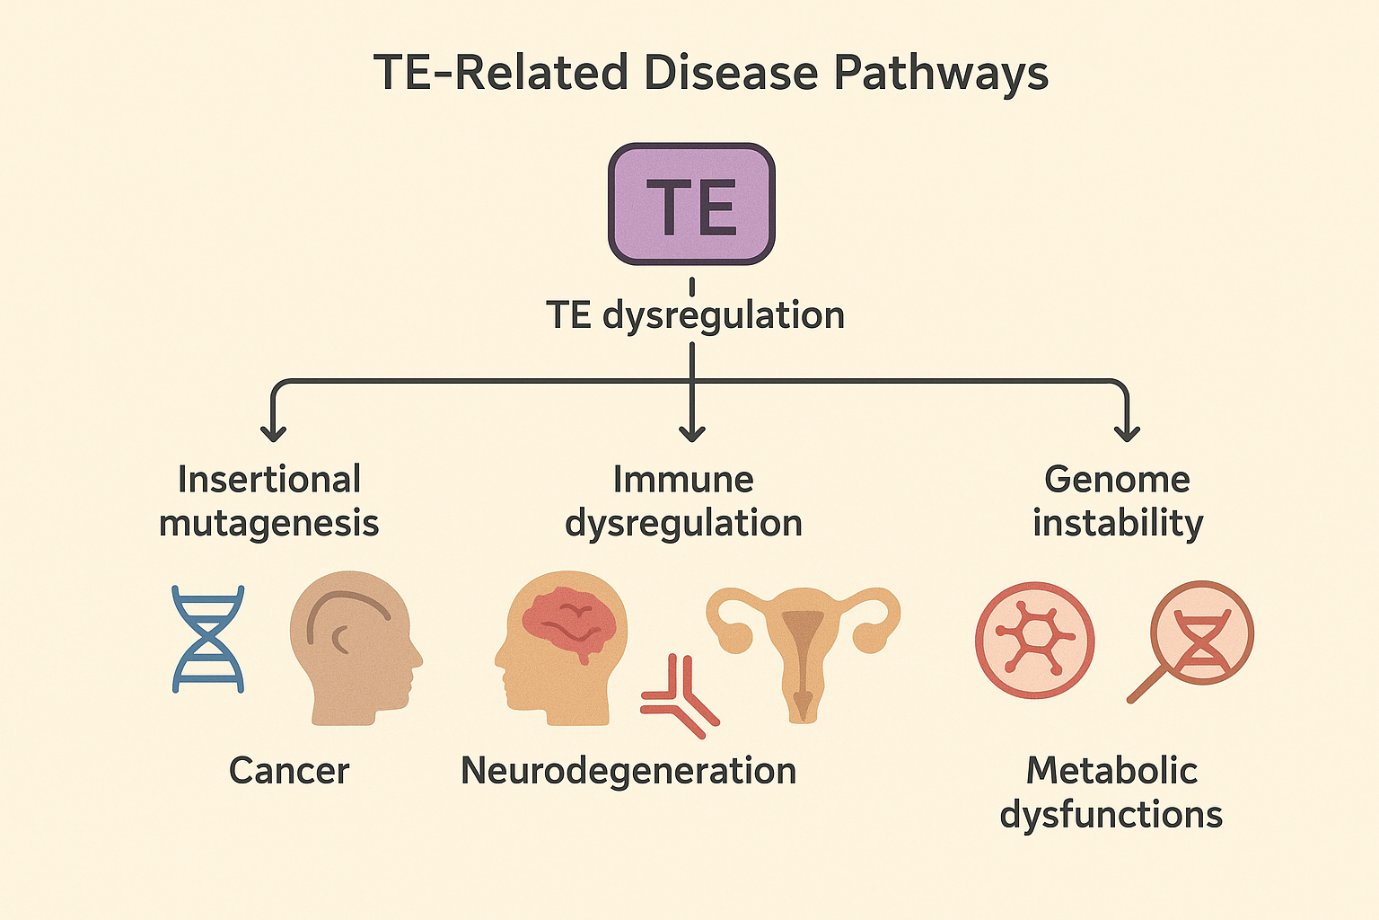 TE-Related Disease Pathways
TE
TE dysregulation
Insertional
mutagenesis
Immune
dysregulation
Genome
instability
Cancer
Neurodegeneration
Metabolic
dysfunctions